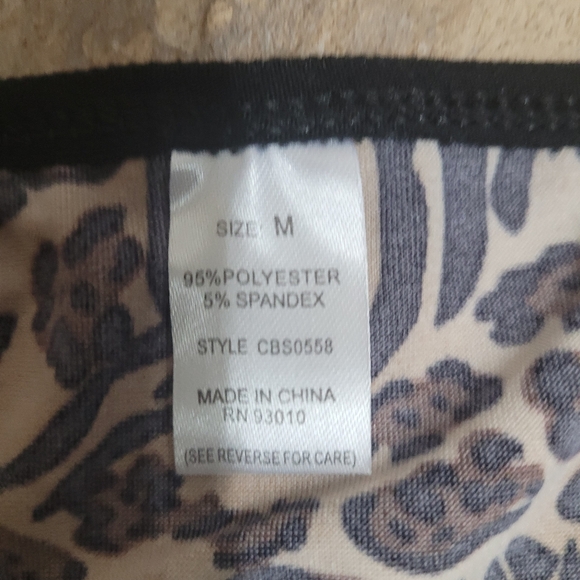 SIZE: M
95%POLYESTER
5% SPANDEX
STYLE CBS0558
MADE IN CHINA
RN 93010
(SEE REVERSE FOR CARE)